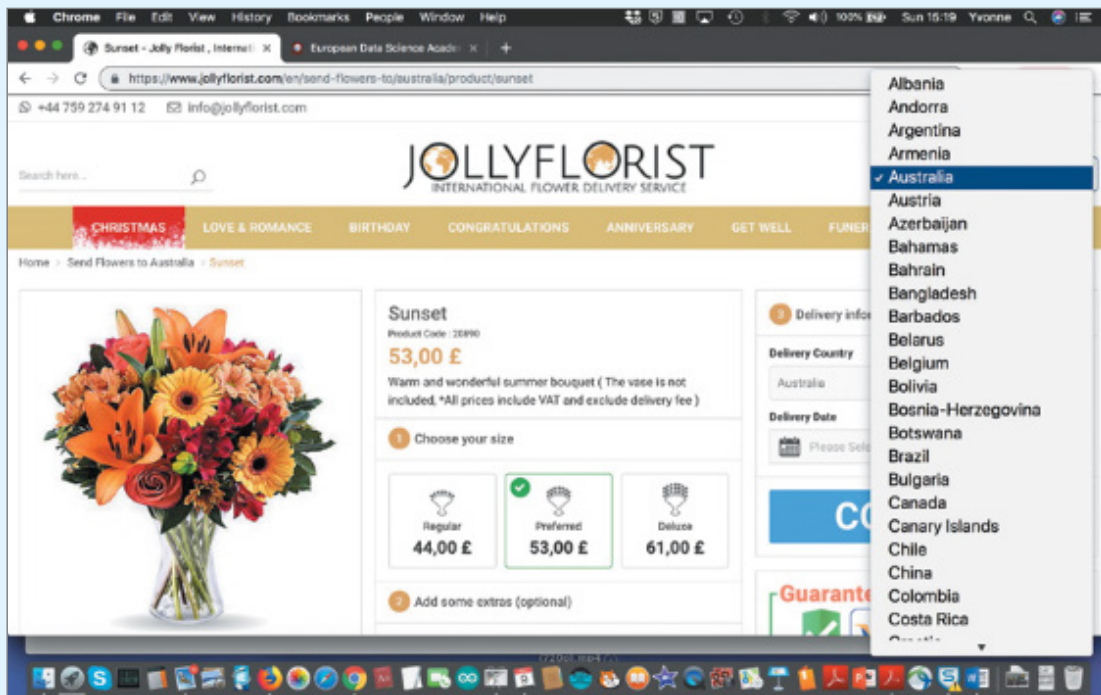 Chrome File Edit View History Bookmarks People Window Help
100% Sun 15:19 Yvonne
Sunset - Jolly Florist , Internati
European Data Science Acade
https://www.jollyflorist.com/en/send-flowers-to/australia/product/sunset
+44 759 274 91 12 info@jollyflorist.com
Search here...
JOLLYFLORIST
INTERNATIONAL FLOWER DELIVERY SERVICE
CHRISTMAS LOVE & ROMANCE BIRTHDAY CONGRATULATIONS ANNIVERSARY GET WELL FUNER
Home > Send Flowers to Australia > Sunset
Sunset
Product Code : 20890
53,00 £
Warm and wonderful summer bouquet ( The vase is not
included, *All prices include VAT and exclude delivery fee )
1 Choose your size
Regular
44,00 £
Preferred
53,00 £
Deluxe
61,00 £
2 Add some extras (optional)
3 Delivery infor
Delivery Country
Australia
Delivery Date
Please Sele
CO
Guarante
Albania
Andorra
Argentina
Armenia
✓ Australia
Austria
Azerbaijan
Bahamas
Bahrain
Bangladesh
Barbados
Belarus
Belgium
Bolivia
Bosnia-Herzegovina
Botswana
Brazil
Bulgaria
Canada
Canary Islands
Chile
China
Colombia
Costa Rica